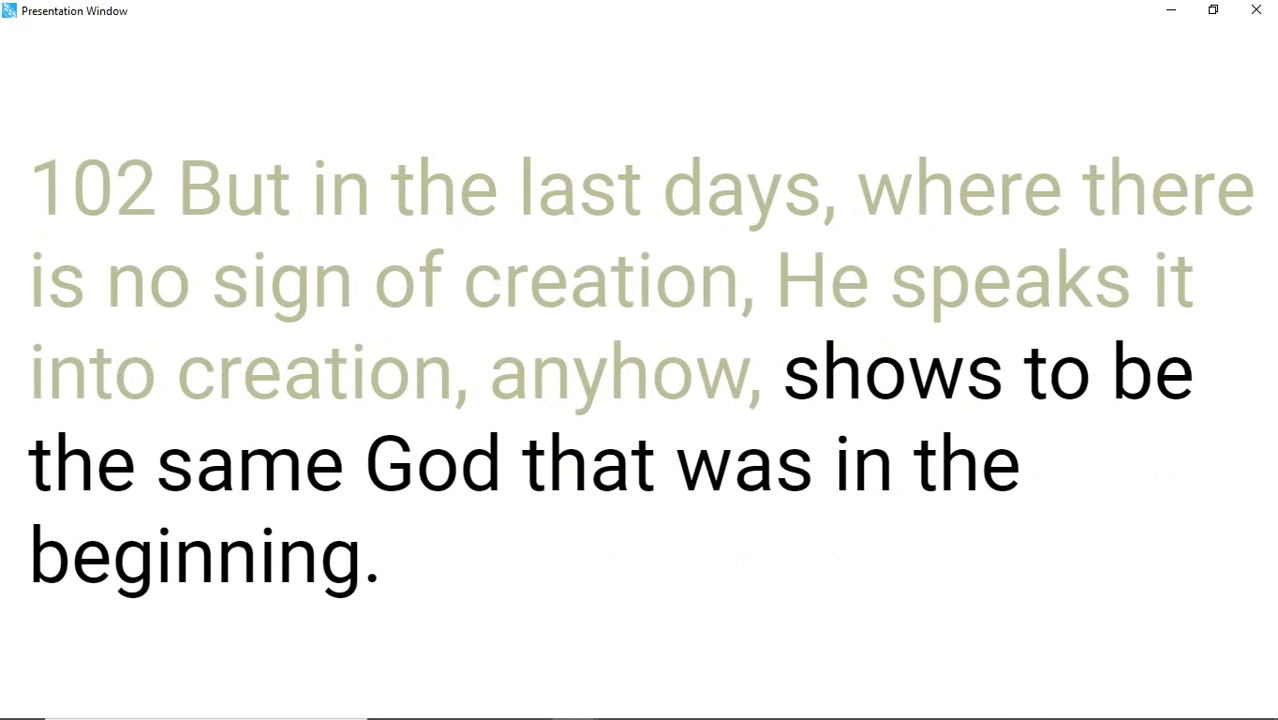 Presentation Window
102 But in the last days, where there
is no sign of creation, He speaks it
into creation, anyhow, shows to be
the same God that was in the
beginning.